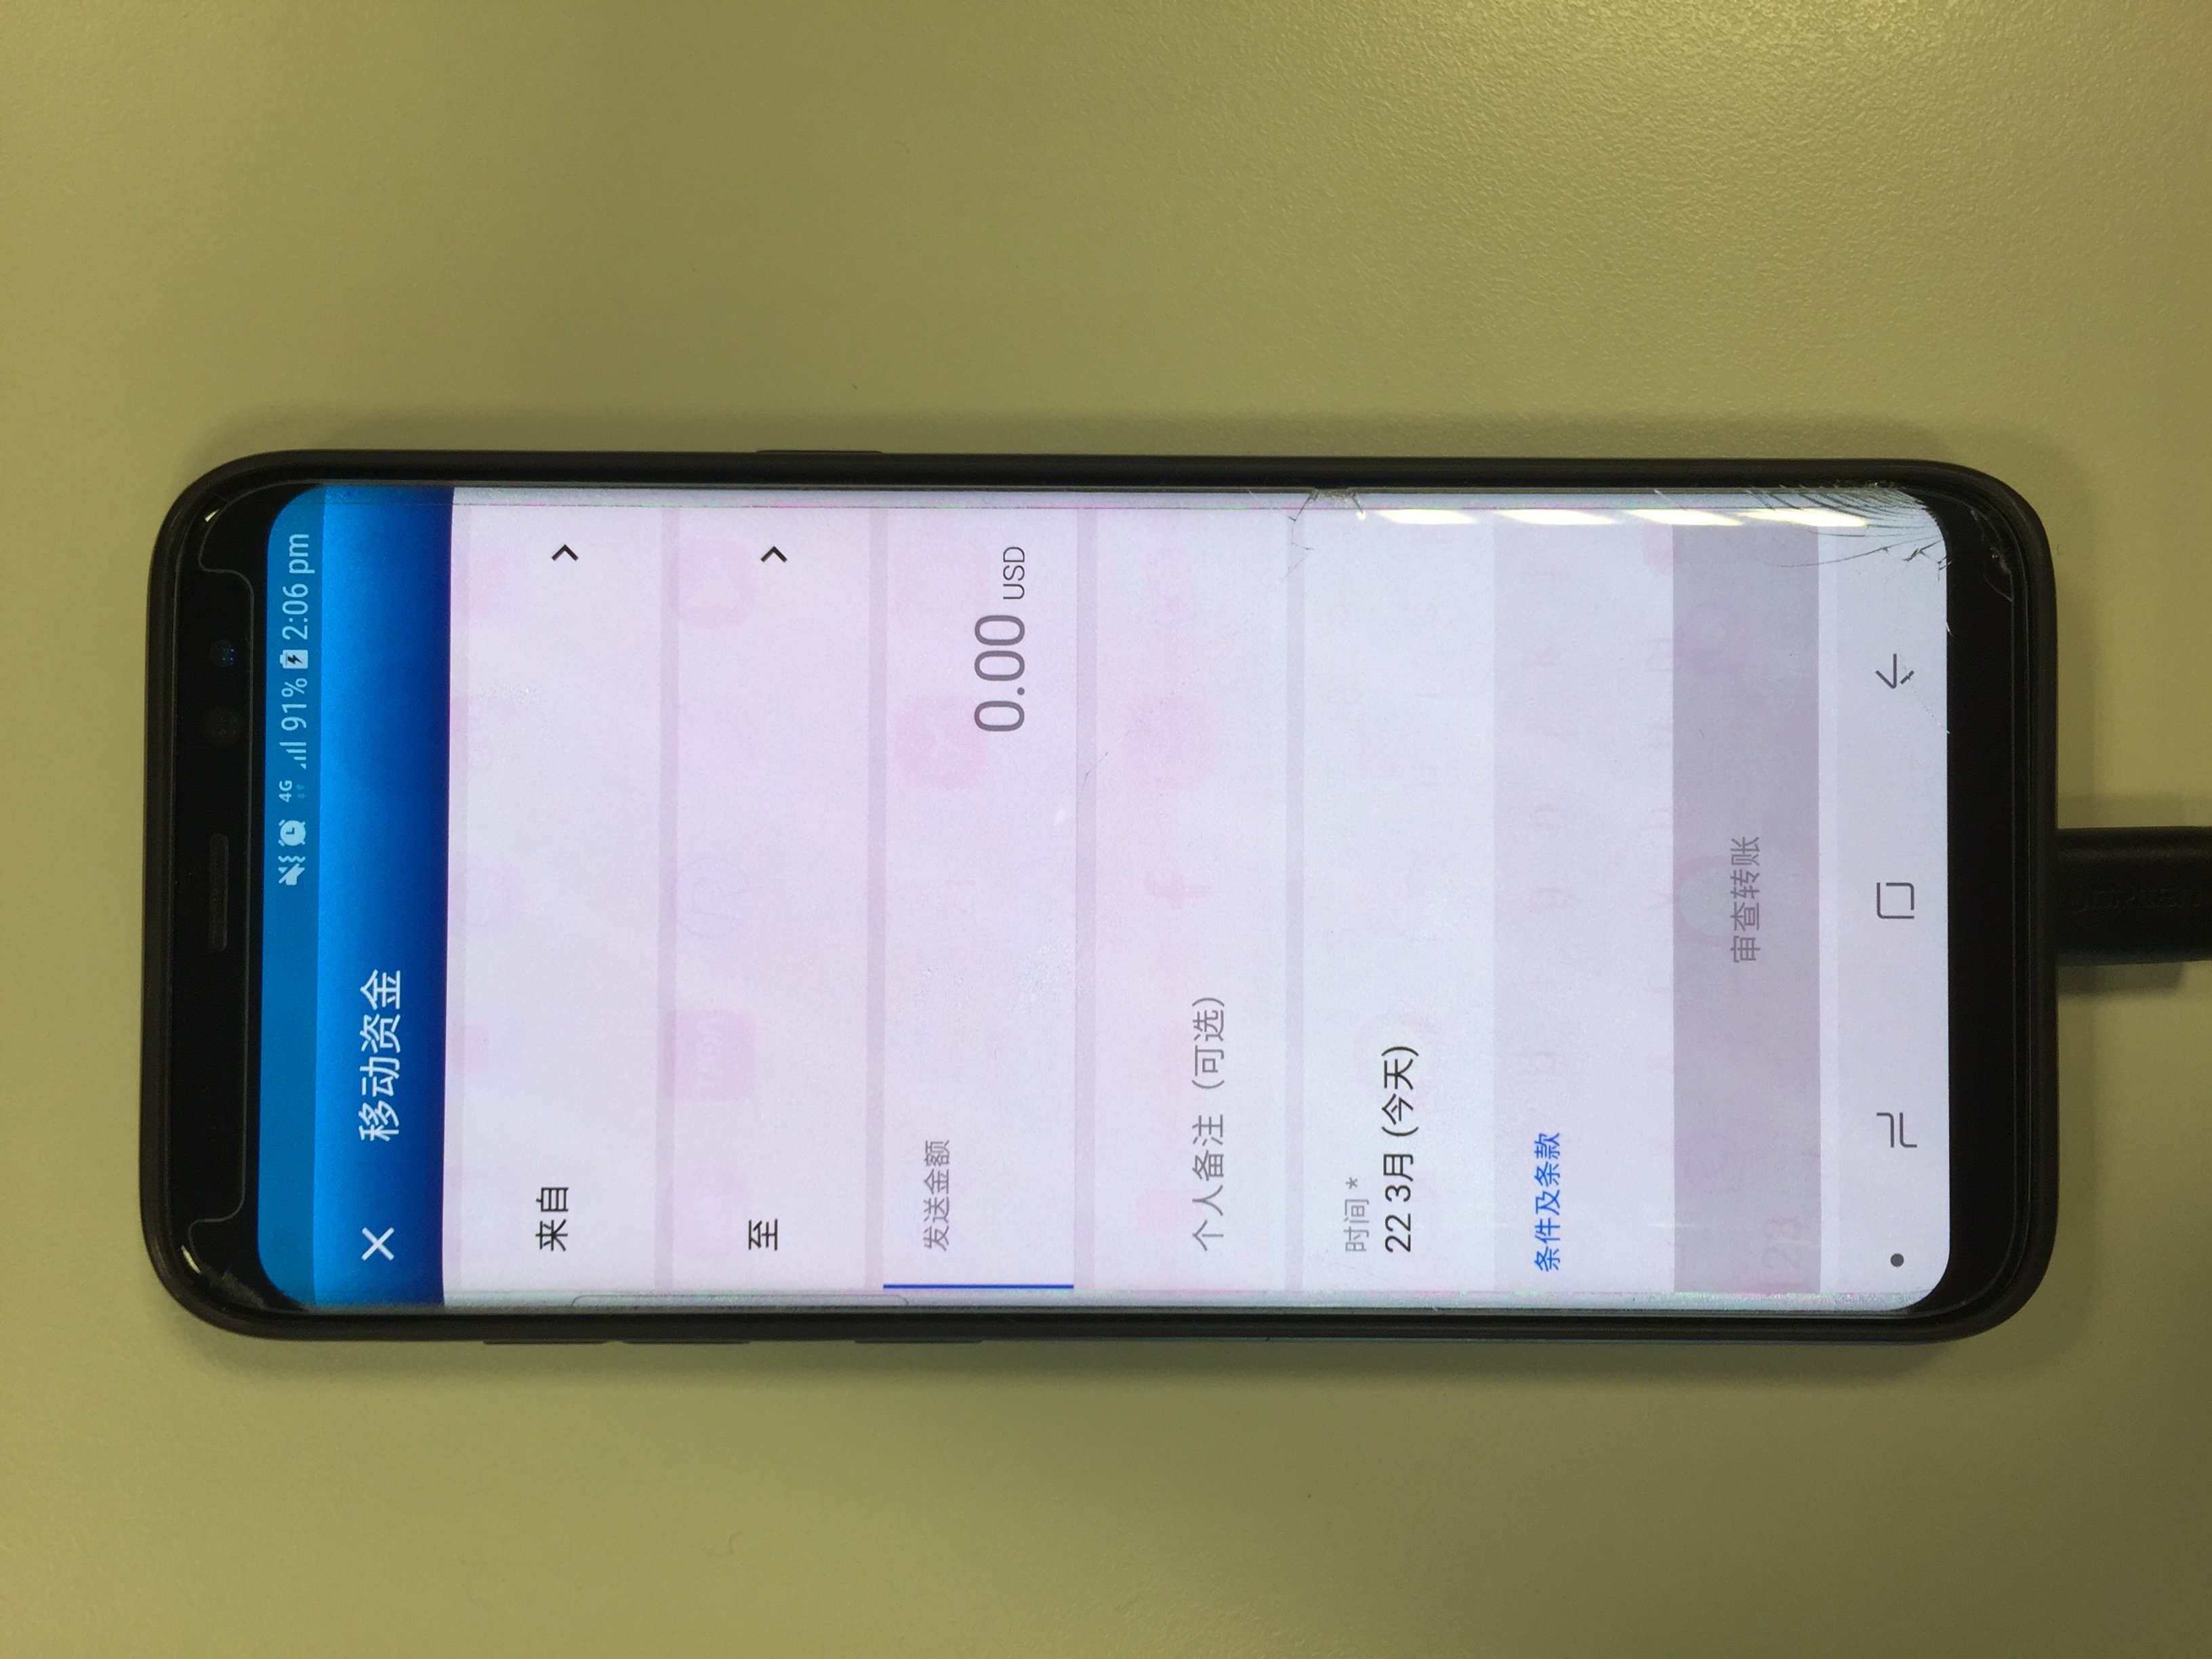 4G 91% 2:06 pm
移动资金
来自
至
发送金额
0.00 USD
个人备注（可选）
时间 *
22 3月 (今天)
条件及条款
审查转账